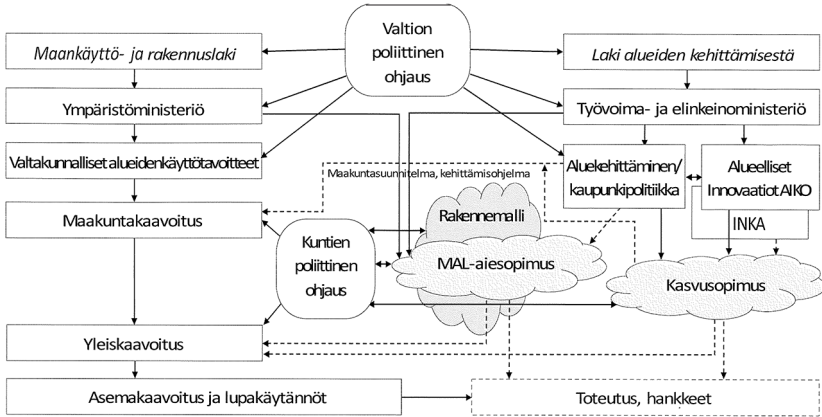 Valtion
poliittinen
ohjaus
Maankäyttö- ja rakennuslaki
Laki alueiden kehittämisestä
Ympäristöministeriö
Työvoima- ja elinkeinoministeriö
Valtakunnalliset alueidenkäyttötavoitteet
Maakuntasuunnitelma, kehittämisohjelma
Aluekehittäminen/
kaupunkipolitiikka
Alueelliset
Innovaatiot AIKO
INKA
Maakuntakaavoitus
Rakennemalli
Kuntien
poliittinen
ohjaus
MAL-aiesopimus
Kasvusopimus
Yleiskaavoitus
Asemakaavoitus ja lupakäytännöt
Toteutus, hankkeet